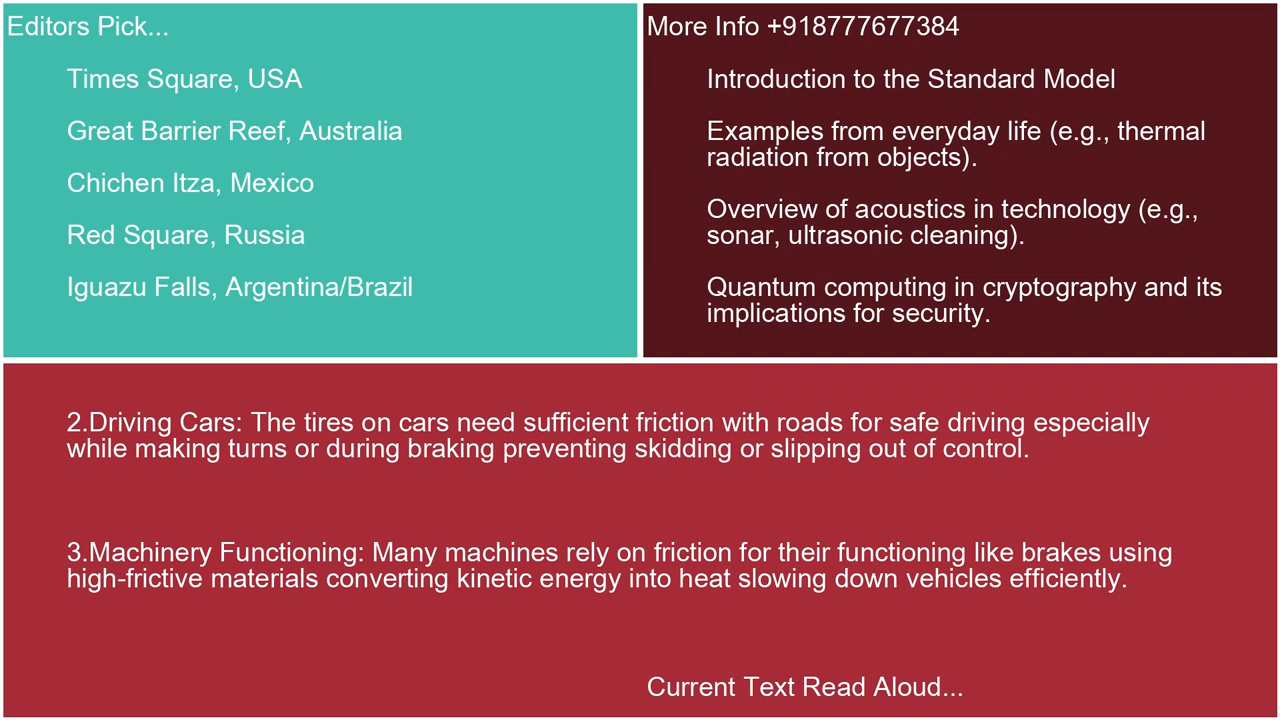 Editors Pick...
Times Square, USA
Great Barrier Reef, Australia
Chichen Itza, Mexico
Red Square, Russia
Iguazu Falls, Argentina/Brazil
More Info +918777677384
Introduction to the Standard Model
Examples from everyday life (e.g., thermal
radiation from objects).
Overview of acoustics in technology (e.g.,
sonar, ultrasonic cleaning).
Quantum computing in cryptography and its
implications for security.
2.Driving Cars: The tires on cars need sufficient friction with roads for safe driving especially
while making turns or during braking preventing skidding or slipping out of control.
3.Machinery Functioning: Many machines rely on friction for their functioning like brakes using
high-frictive materials converting kinetic energy into heat slowing down vehicles efficiently.
Current Text Read Aloud...